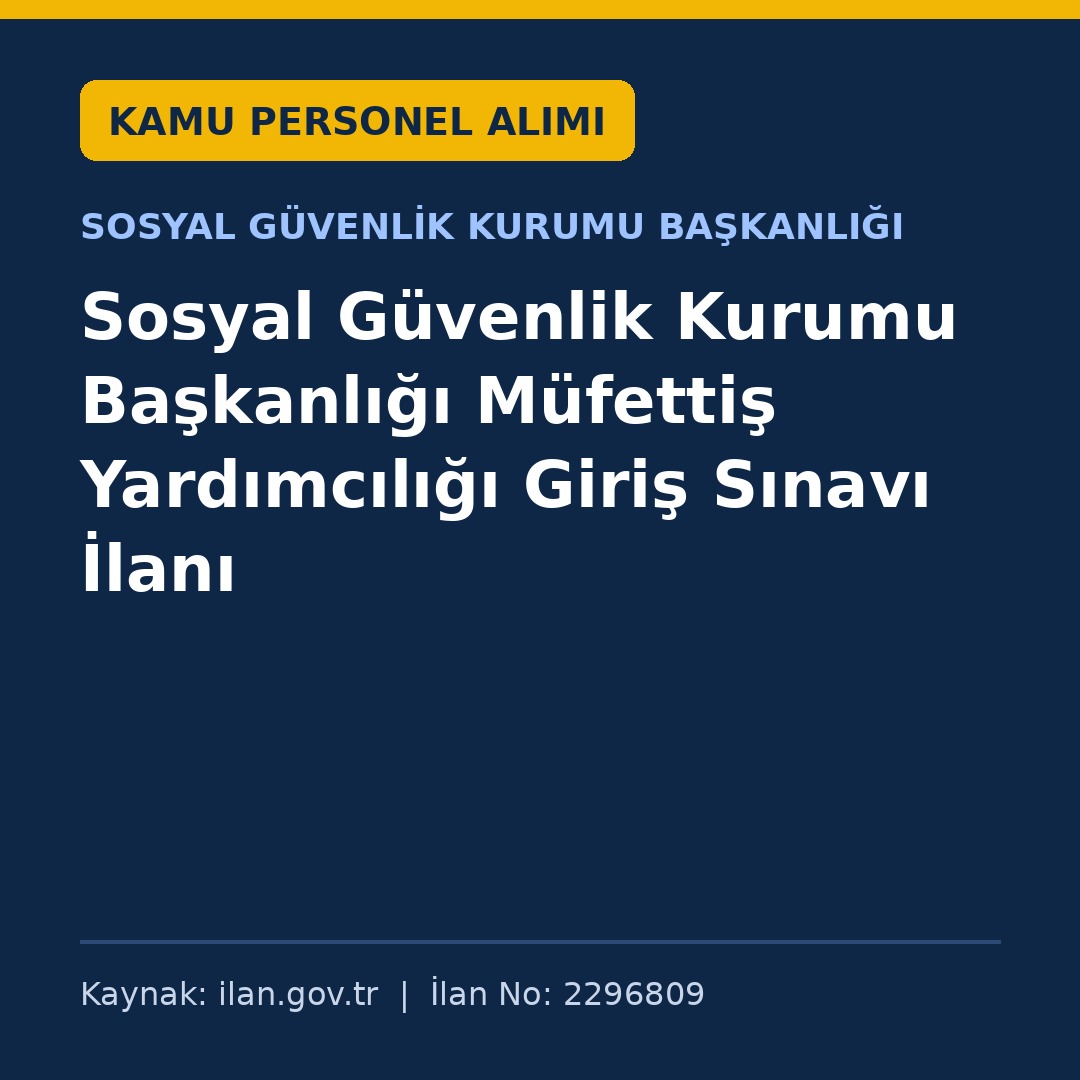 KAMU PERSONEL ALIMI
SOSYAL GÜVENLİK KURUMU BAŞKANLIĞI
Sosyal Güvenlik Kurumu
Başkanlığı Müfettiş
Yardımcılığı Giriş Sınavı
İlanı
Kaynak: ilan.gov.tr | İlan No: 2296809